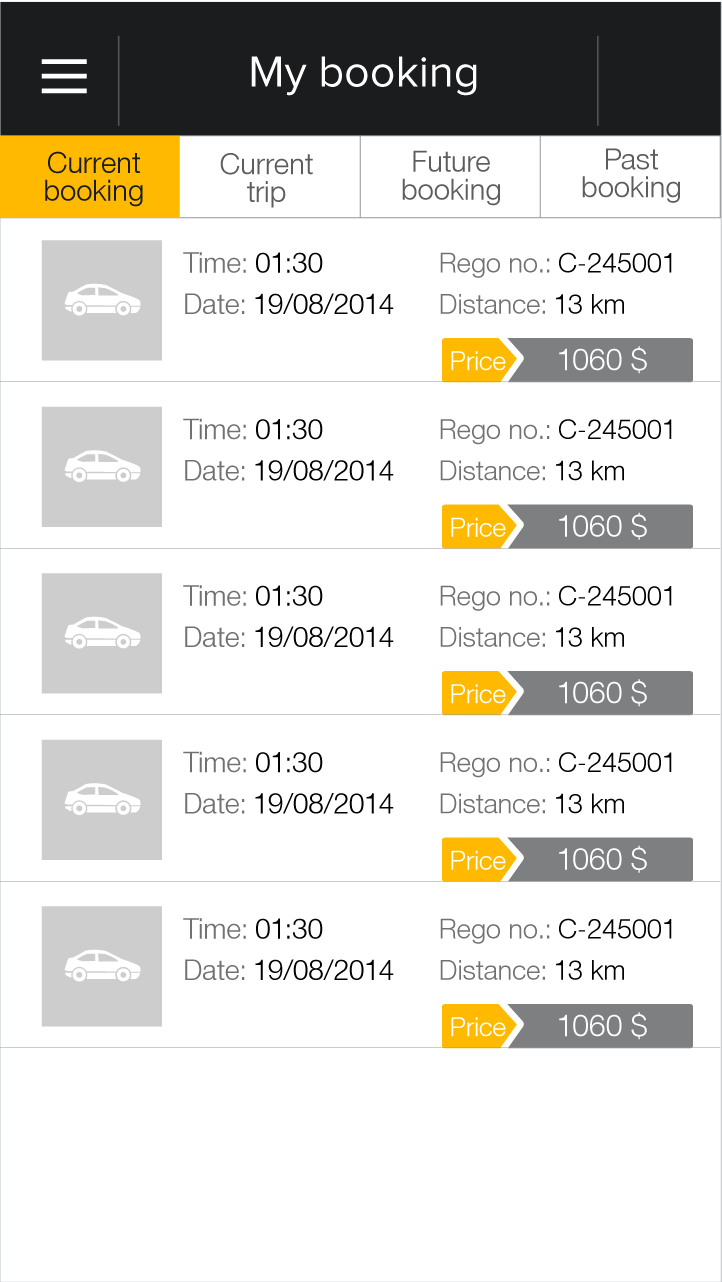 My booking
Current
booking
Current
trip
Future
booking
Past
booking
Time: 01:30
Rego no.: C-245001
Date: 19/08/2014
Distance: 13 km
Price 1060 $
Time: 01:30
Rego no.: C-245001
Date: 19/08/2014
Distance: 13 km
Price 1060 $
Time: 01:30
Rego no.: C-245001
Date: 19/08/2014
Distance: 13 km
Price 1060 $
Time: 01:30
Rego no.: C-245001
Date: 19/08/2014
Distance: 13 km
Price 1060 $
Time: 01:30
Rego no.: C-245001
Date: 19/08/2014
Distance: 13 km
Price 1060 $